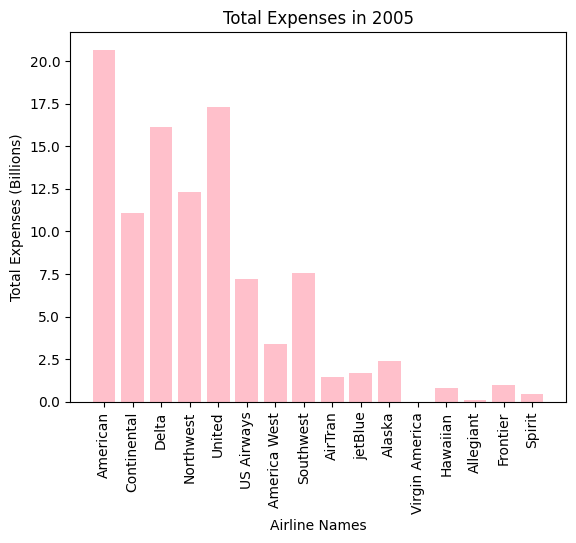 Total Expenses in 2005
Total Expenses (Billions)
20.0
17.5
15.0
12.5
10.0
7.5
5.0
2.5
0.0
American
Continental
Delta
Northwest
United
US Airways
America West
Southwest
AirTran
jetBlue
Alaska
Virgin America
Hawaiian
Allegiant
Frontier
Spirit
Airline Names